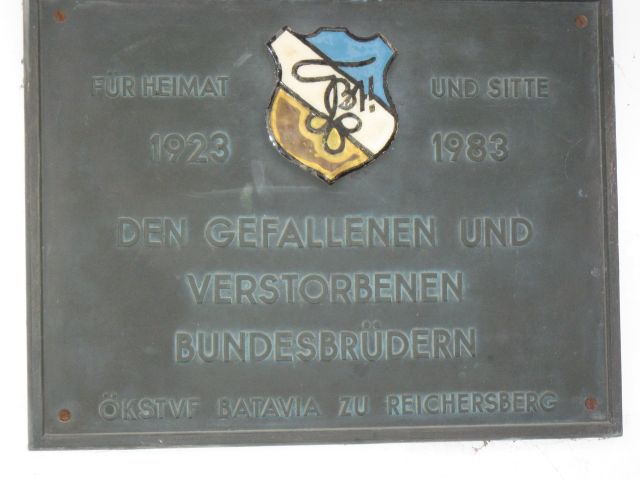 FÜR HEIMAT UND SITTE
1923 1983
DEN GEFALLENEN UND
VERSTORBENEN
BUNDESBRÜDERN
ÖKSTVF BATAVIA ZU REICHERSBERG